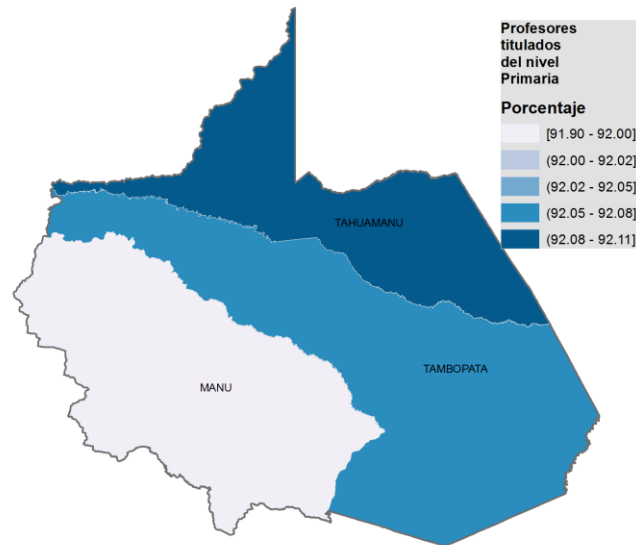 Profesores
titulados
del nivel
Primaria
Porcentaje
[91.90 - 92.00]
(92.00 - 92.02]
(92.02 - 92.05]
(92.05 - 92.08]
(92.08 - 92.11]
TAHUAMANU
TAMBOPATA
MANU